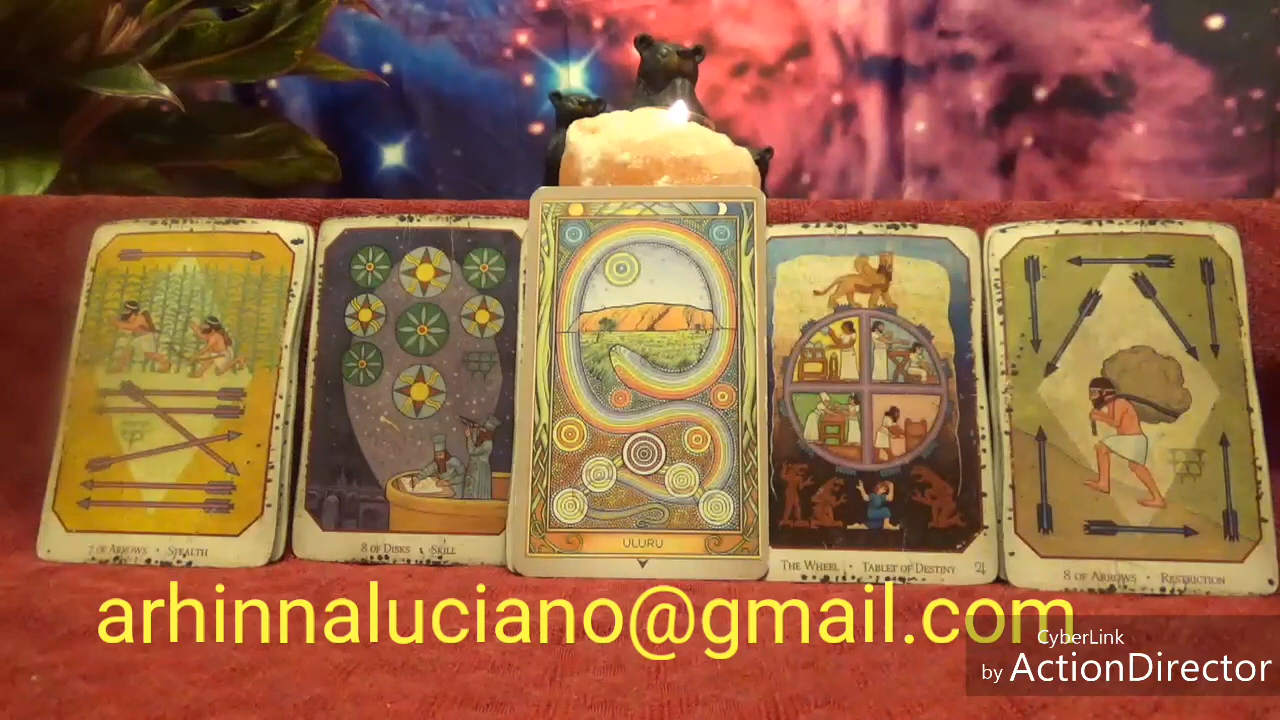 7 OF ARROWS • STEALTH
8 OF DISKS • SKILL
ULURU
THE WHEEL • TABLET OF DESTINY
8 OF ARROWS • RESTRICTION
arhinnaluciano@gmail.com
CyberLink
by ActionDirector